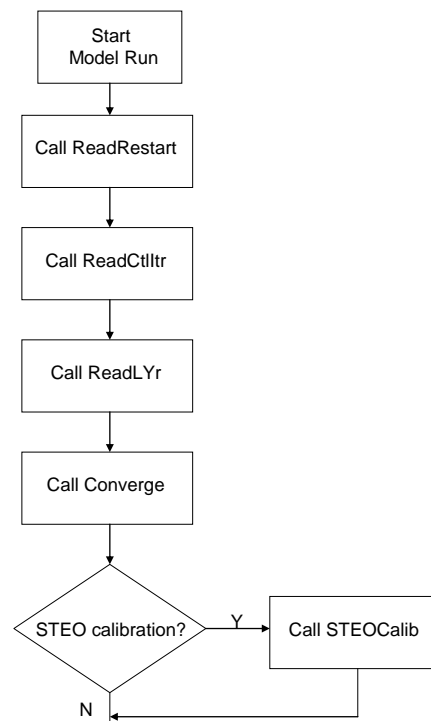 Start
Model Run
Call ReadRestart
Call ReadCtlItr
Call ReadLYr
Call Converge
STEO calibration?
Y
Call STEOCalib
N